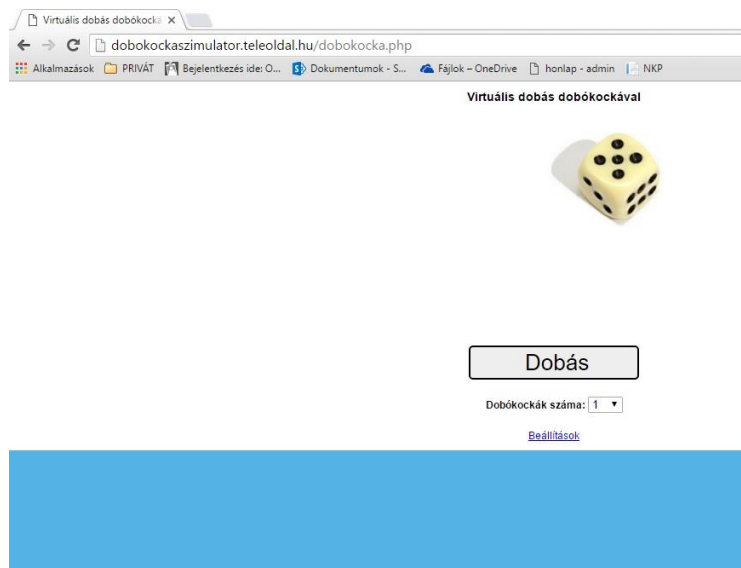 Virtuális dobás dobókocká
dobokockaszimulator.teleoldal.hu/dobokocka.php
Alkalmazások PRIVÁT Bejelentkezés ide: O... Dokumentumok - S... Fájlok – OneDrive honlap - admin NKP
Virtuális dobás dobókockával
Dobás
Dobókockák száma: 1
Beállítások